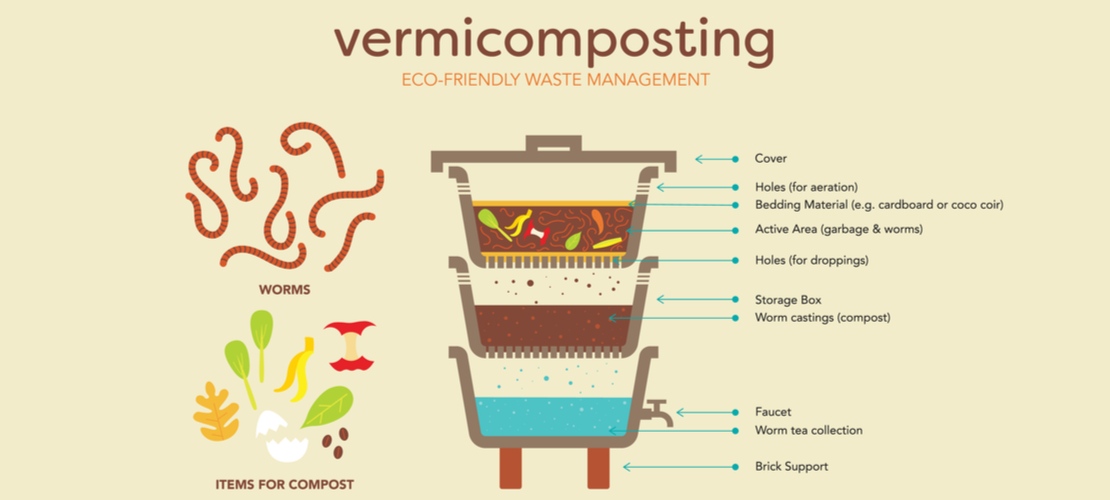 vermicomposting
ECO-FRIENDLY WASTE MANAGEMENT
WORMS
ITEMS FOR COMPOST
Cover
Holes (for aeration)
Bedding Material (e.g. cardboard or coco coir)
Active Area (garbage & worms)
Holes (for droppings)
Storage Box
Worm castings (compost)
Faucet
Worm tea collection
Brick Support